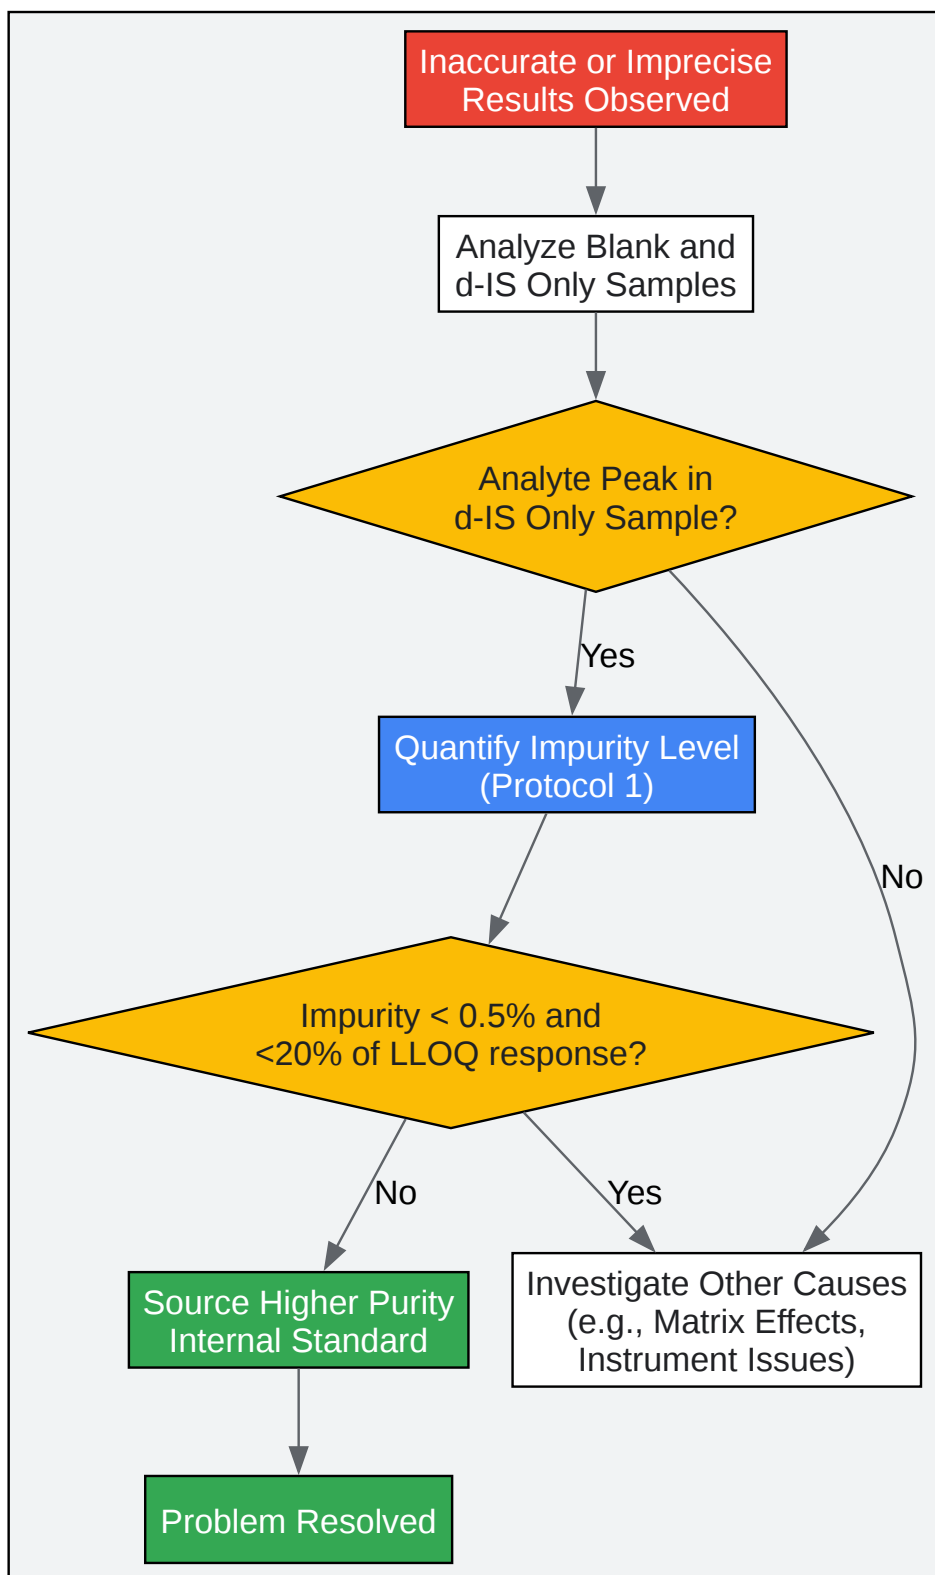 Inaccurate or Imprecise
Results Observed
Analyze Blank and
d-IS Only Samples
Analyte Peak in
d-IS Only Sample?
Yes
Quantify Impurity Level
(Protocol 1)
No
Impurity < 0.5% and
<20% of LLOQ response?
No
Yes
Source Higher Purity
Internal Standard
Investigate Other Causes
(e.g., Matrix Effects,
Instrument Issues)
Problem Resolved